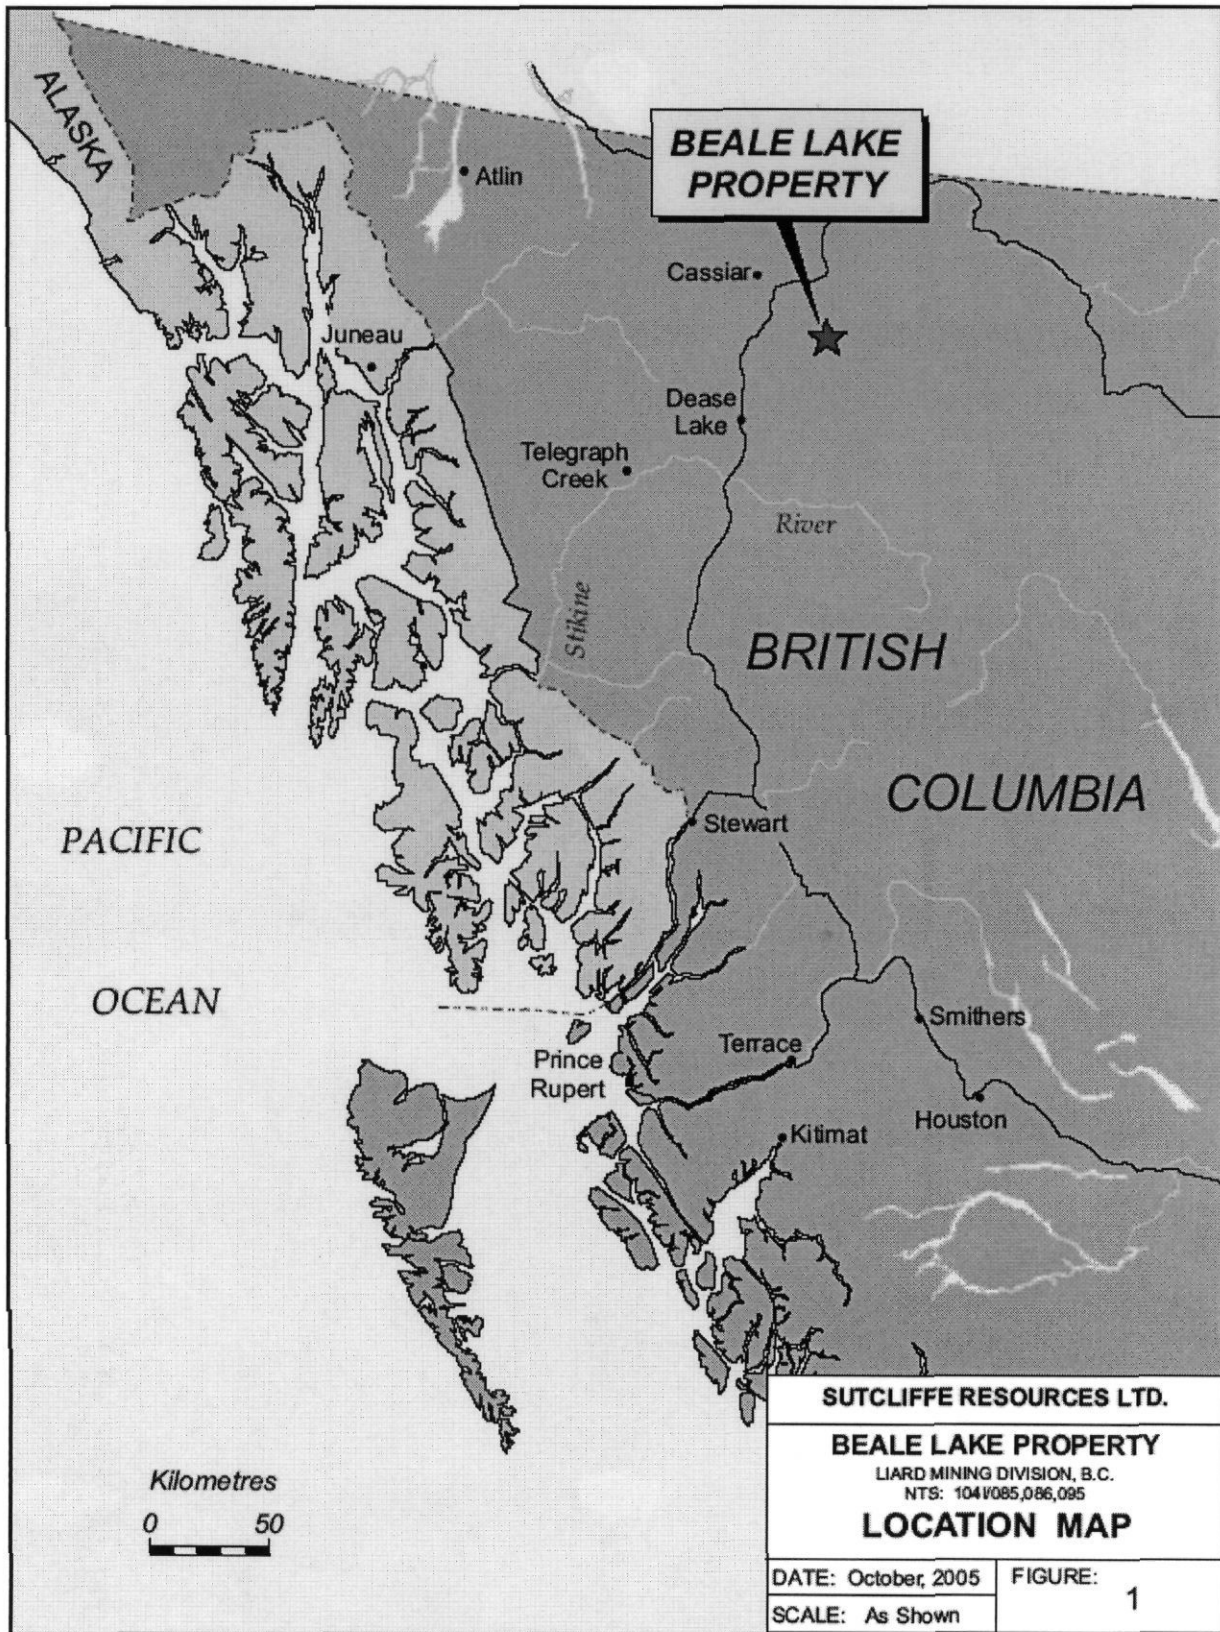 ALASKA
BEALE LAKE
PROPERTY
Atlin
Cassiar
Juneau
Dease
Lake
Telegraph
Creek
River
Stikine
BRITISH
COLUMBIA
Stewart
PACIFIC
OCEAN
Smithers
Terrace
Prince
Rupert
Houston
Kitimat
Kilometres
0 50
SUTCLIFFE RESOURCES LTD.
BEALE LAKE PROPERTY
LIARD MINING DIVISION, B.C.
NTS: 104I/085,086,095
LOCATION MAP
DATE: October, 2005
FIGURE:
1
SCALE: As Shown